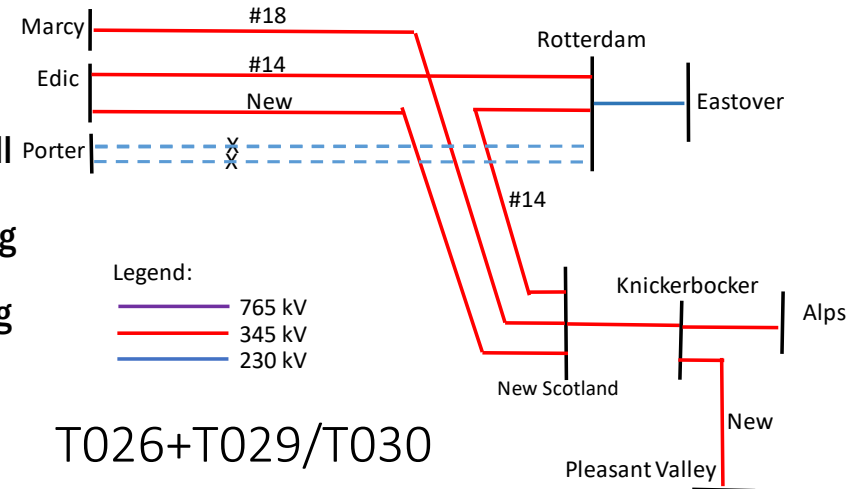 Marcy
#18
Rotterdam
Edic
#14
New
Eastover
ll
Porter
X
X
#14
g
Legend:
Knickerbocker
765 kV
g
345 kV
Alps
230 kV
New Scotland
New
T026+T029/T030
Pleasant Valley